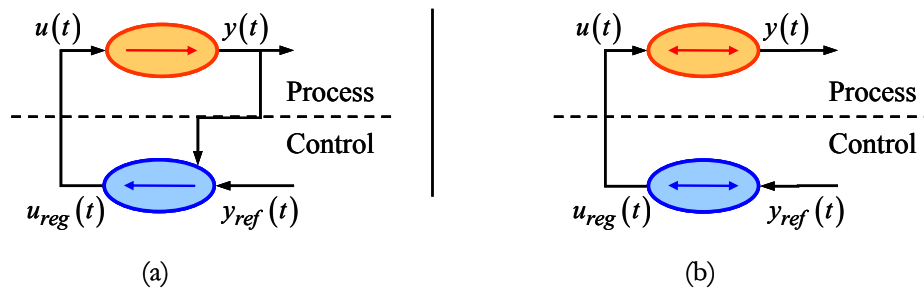 u(t) y(t)
Process
Control
u_reg(t) y_ref(t)
(a)
u(t) y(t)
Process
Control
u_reg(t) y_ref(t)
(b)